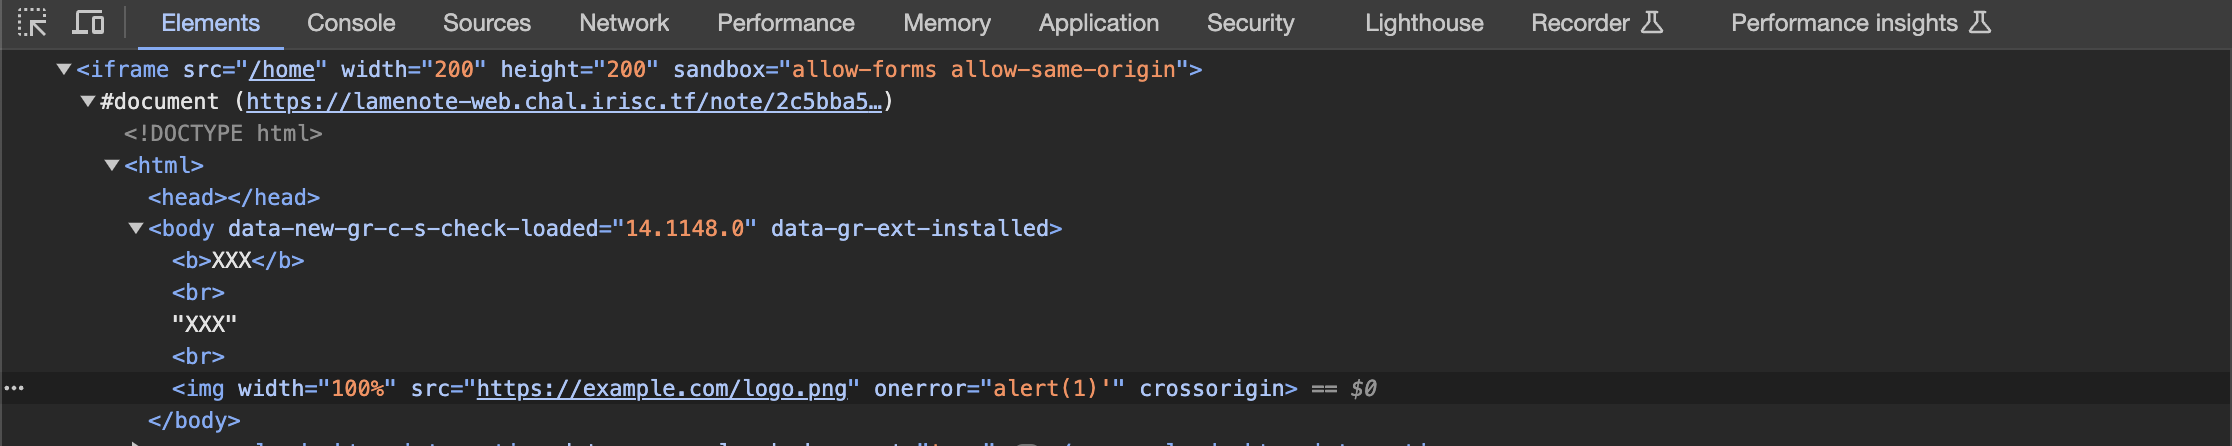 Elements Console Sources Network Performance Memory Application Security Lighthouse Recorder Performance insights
<iframe src="/home" width="200" height="200" sandbox="allow-forms allow-same-origin">
#document (https://lamenote-web.chal.irisc.tf/note/2c5bba5…)
<!DOCTYPE html>
<html>
<head></head>
<body data-new-gr-c-s-check-loaded="14.1148.0" data-gr-ext-installed>
<b>XXX</b>
<br>
"XXX"
<br>
<img width="100%" src="https://example.com/logo.png" onerror="alert(1)'" crossorigin> == $0
</body>